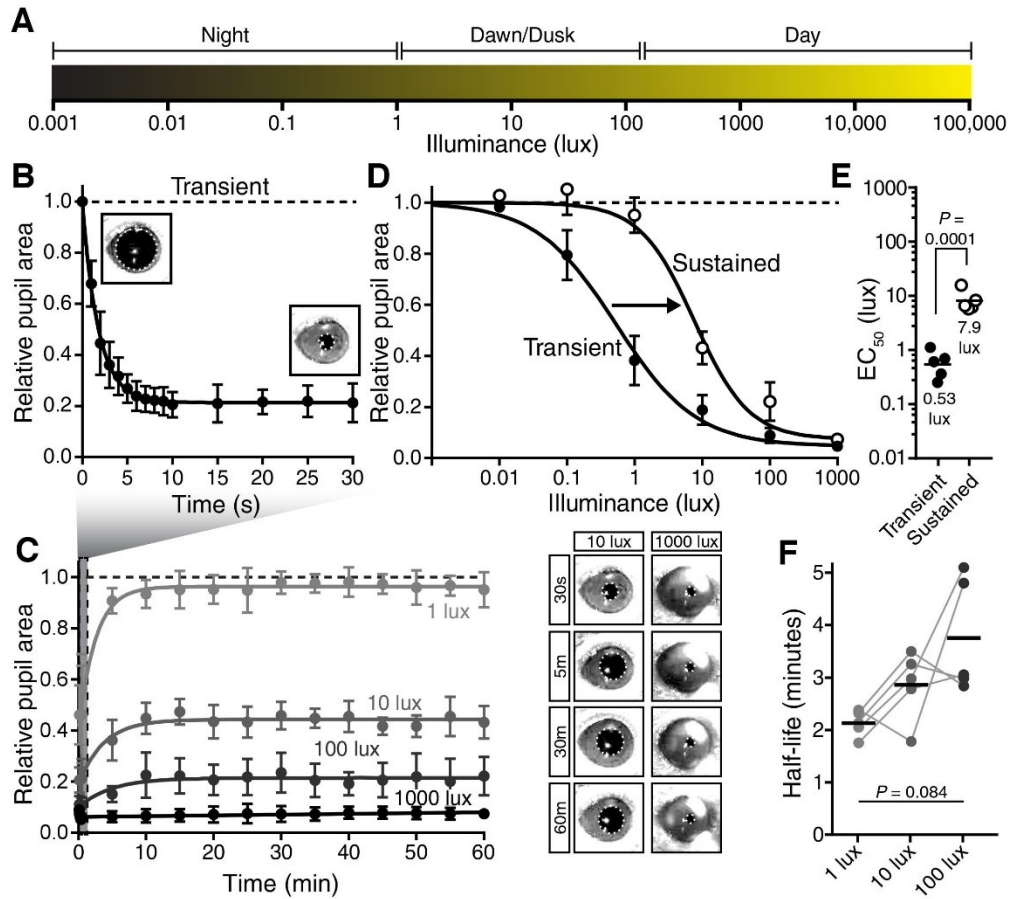 A
Night Dawn/Dusk Day
0.001 0.01 0.1 1 10 100 1000 10,000 100,000
Illuminance (lux)
B
Transient
Relative pupil area
1.0
0.8
0.6
0.4
0.2
0.0
0 5 10 15 20 25 30
Time (s)
D
Relative pupil area
1.0
0.8
0.6
0.4
0.2
0.0
Sustained
Transient
0.01 0.1 1 10 100 1000
Illuminance (lux)
E
EC50 (lux)
1000
100
10
1
0.1
0.01
P =
0.0001
7.9
lux
0.53
lux
Transient
Sustained
C
Relative pupil area
1.0
0.8
0.6
0.4
0.2
0.0
1 lux
10 lux
100 lux
1000 lux
0 10 20 30 40 50 60
Time (min)
10 lux 1000 lux
30s
5m
30m
60m
F
Half-life (minutes)
5
4
3
2
1
0
P = 0.084
1 lux
10 lux
100 lux